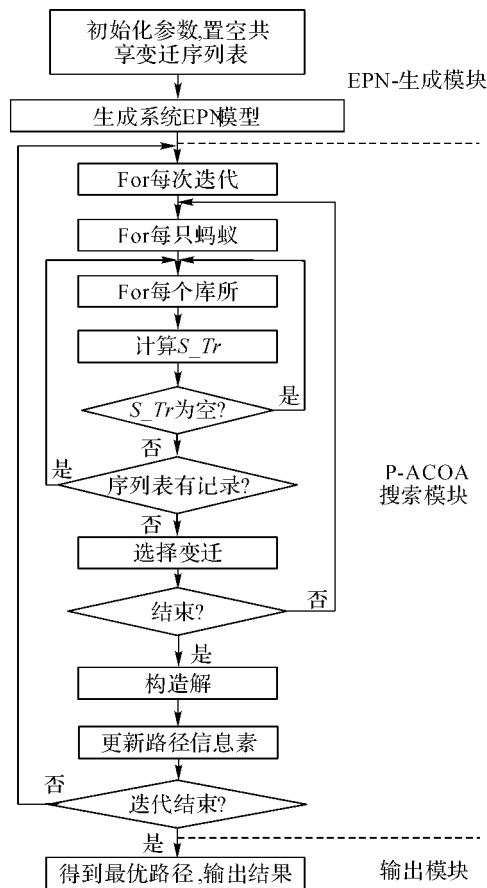 初始化参数,置空共
享变迁序列表
EPN-生成模块
生成系统EPN模型
For每次迭代
For每只蚂蚁
For每个库所
计算S_Tr
是
S_Tr为空?
否
是
序列表有记录?
P-ACOA
搜索模块
否
选择变迁
结束?
否
是
构造解
更新路径信息素
否
迭代结束?
是
得到最优路径,输出结果
输出模块